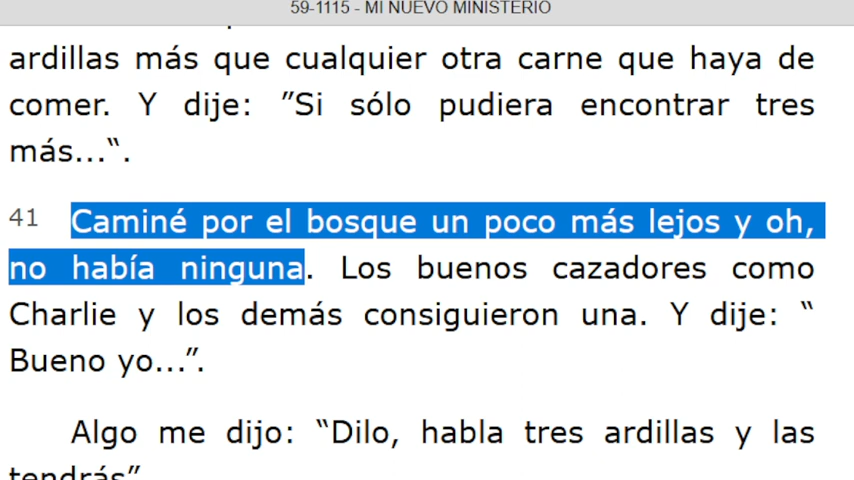 59-1115 - MI NUEVO MINISTERIO
ardillas más que cualquier otra carne que haya de
comer. Y dije: ”Si sólo pudiera encontrar tres
más...“.
41 Caminé por el bosque un poco más lejos y oh,
no había ninguna. Los buenos cazadores como
Charlie y los demás consiguieron una. Y dije: “
Bueno yo...”.
Algo me dijo: “Dilo, habla tres ardillas y las
tendrás”